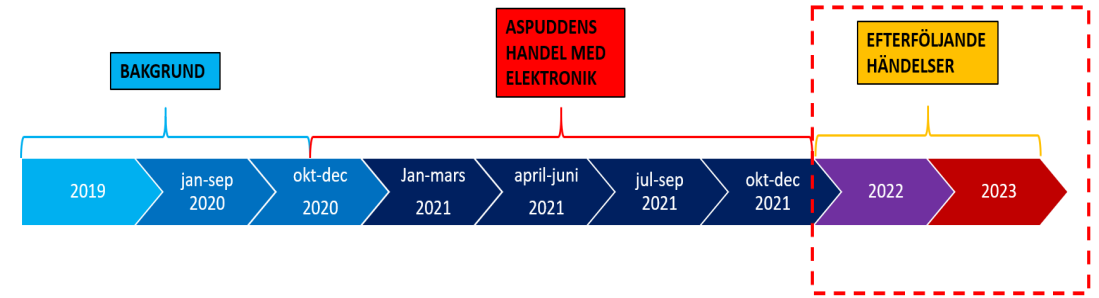 BAKGRUND
ASPUDDENS
HANDEL MED
ELEKTRONIK
EFTERFÖLJANDE
HÄNDELSER
2019
jan-sep
2020
okt-dec
2020
Jan-mars
2021
april-juni
2021
jul-sep
2021
okt-dec
2021
2022
2023